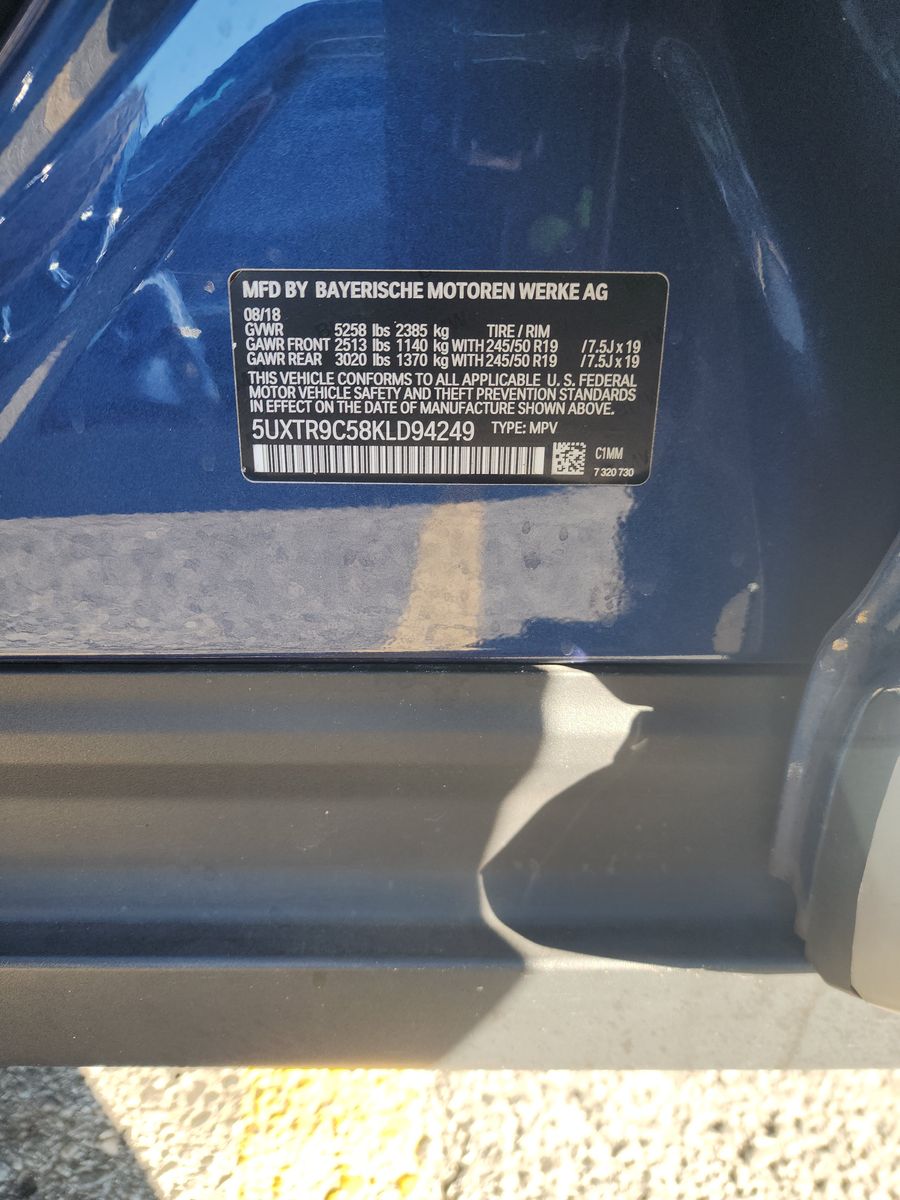 MFD BY BAYERISCHE MOTOREN WERKE AG
08/18
GVWR 5258 lbs 2385 kg TIRE / RIM
GAWR FRONT 2513 lbs 1140 kg WITH 245/50 R19 / 7.5J x 19
GAWR REAR 3020 lbs 1370 kg WITH 245/50 R19 / 7.5J x 19
THIS VEHICLE CONFORMS TO ALL APPLICABLE U. S. FEDERAL
MOTOR VEHICLE SAFETY AND THEFT PREVENTION STANDARDS
IN EFFECT ON THE DATE OF MANUFACTURE SHOWN ABOVE.
5UXTR9C58KLD94249 TYPE: MPV
C1MM
7 320 730